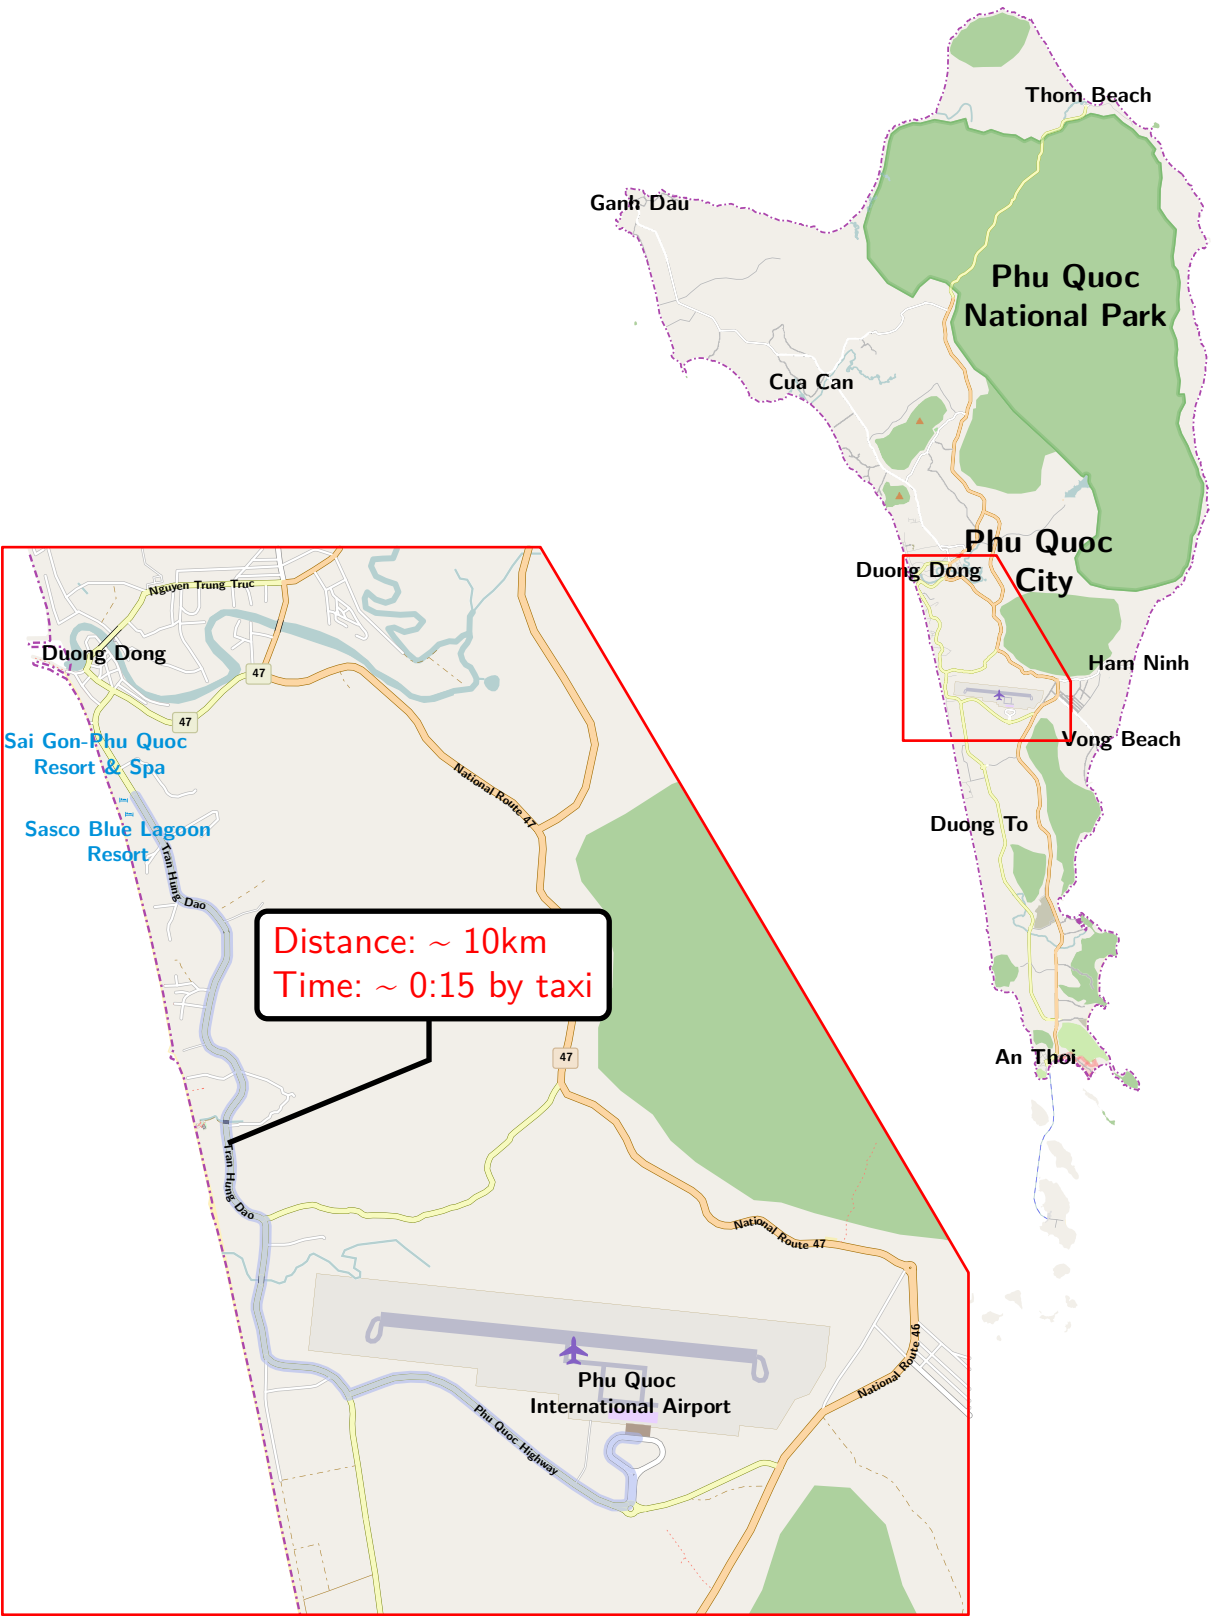 Thom Beach
Ganh Dau
Phu Quoc
National Park
Cua Can
Phu Quoc
City
Duong Dong
Ham Ninh
Vong Beach
Duong To
An Thoi
Nguyen Trung Truc
Duong Dong
47
47
Sai Gon-Phu Quoc
Resort & Spa
National Route 47
Sasco Blue Lagoon
Resort
Tran Hung Dao
Distance: ~ 10km
Time: ~ 0:15 by taxi
47
Tran Hung Dao
National Route 47
National Route 46
Phu Quoc
International Airport
Phu Quoc Highway